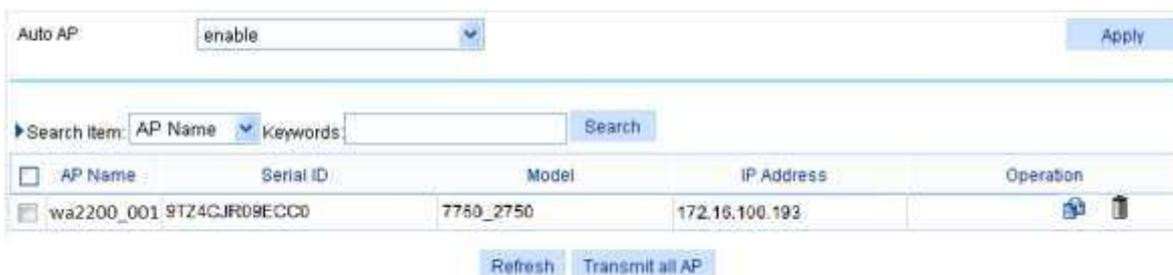 Auto AP enable Apply
Search Item: AP Name Keywords: Search
AP Name Serial ID Model IP Address Operation
wa2200_001 9TZ4CJR09ECC0 7760_2750 172.16.100.193
Refresh Transmit all AP